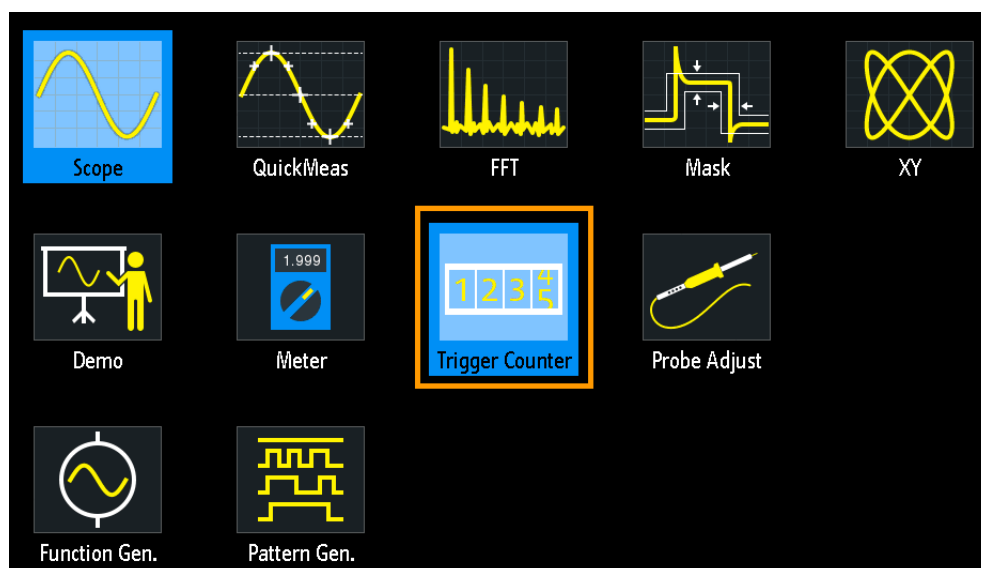 Scope QuickMeas FFT Mask XY
1.999
1 2 3 4
5
Demo Meter Trigger Counter Probe Adjust
Function Gen. Pattern Gen.